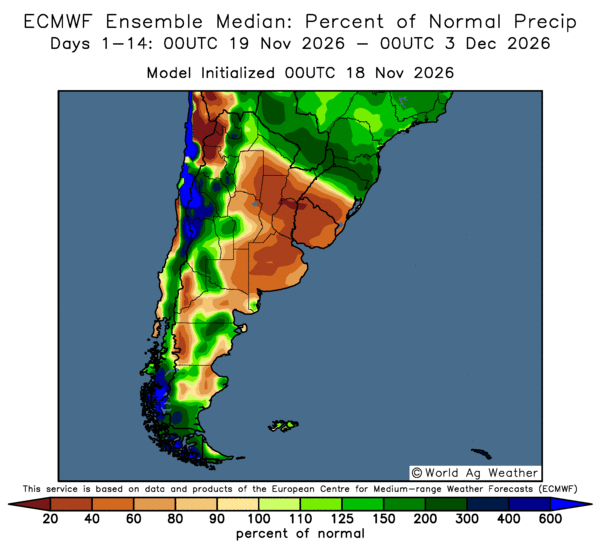 ECMWF Ensemble Median: Percent of Normal Precip
Days 1-14: 00UTC 19 Nov 2026 - 00UTC 3 Dec 2026
Model Initialized 00UTC 18 Nov 2026
©World Ag Weather
This service is based on data and products of the European Centre for Medium-range Weather Forecasts (ECMWF)
20 40 60 80 90 100 110 125 150 200 300 400 600
percent of normal